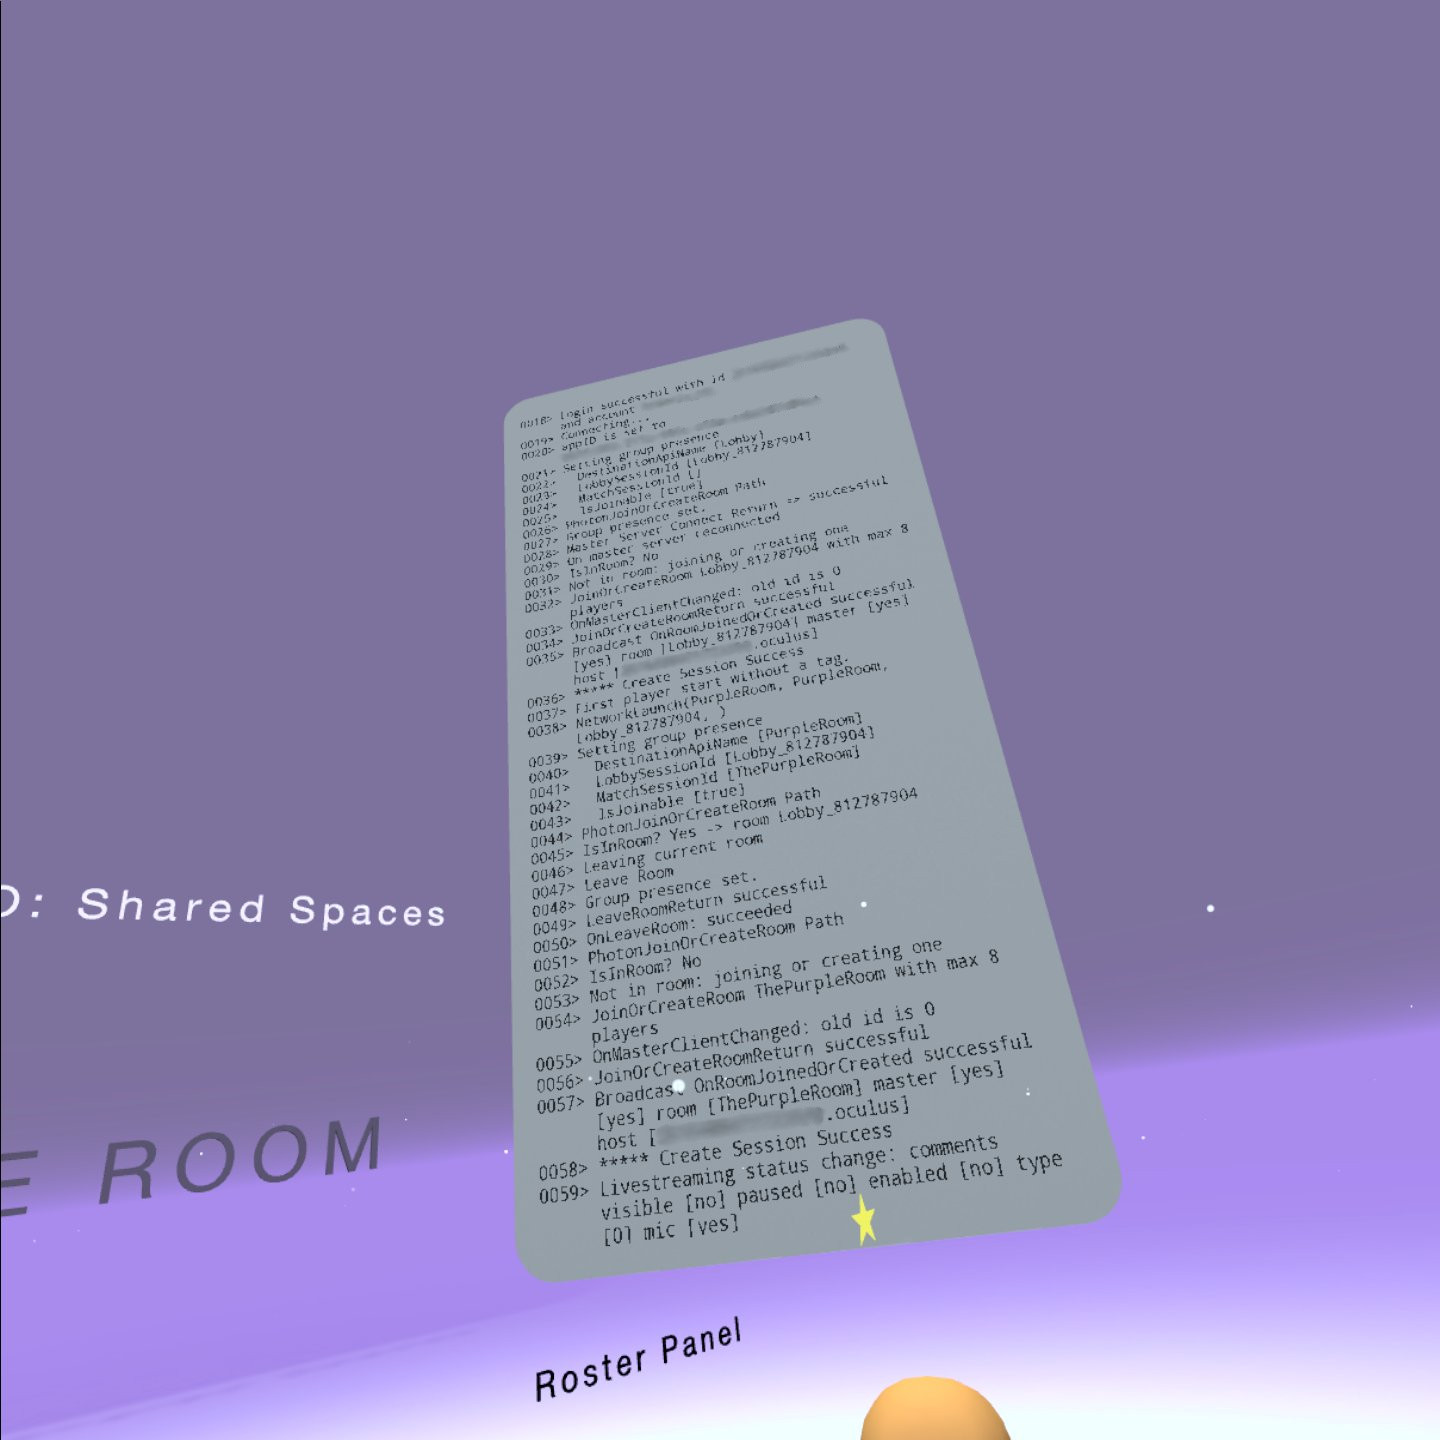 0018> Login successful with id
and account
0019> Connecting...
0020> appID is set to
0021> Setting group presence
0022> DestinationApiName [Lobby]
0023> LobbySessionId [Lobby_812787904]
0024> MatchSessionId []
0025> IsJoinable [true]
0026> PhotonJoinOrCreateRoom Path
0027> Group presence set.
0028> Master Server Connect Return => successful
0029> On master server reconnected
0030> IsInRoom? No
0031> Not in room: joining or creating one
0032> JoinOrCreateRoom Lobby_812787904 with max 8
players
0033> OnMasterClientChanged: old id is 0
0034> JoinOrCreateRoomReturn successful
0035> Broadcast OnRoomJoinedOrCreated successful
[yes] room [Lobby_812787904] master [yes]
host [ .oculus]
0036> ***** Create Session Success
0037> First player start without a tag.
0038> NetworkLaunch(PurpleRoom, PurpleRoom,
Lobby_812787904, )
0039> Setting group presence
0040> DestinationApiName [PurpleRoom]
0041> LobbySessionId [Lobby_812787904]
0042> MatchSessionId [ThePurpleRoom]
0043> IsJoinable [true]
0044> PhotonJoinOrCreateRoom Path
0045> IsInRoom? Yes -> room Lobby_812787904
0046> Leaving current room
0047> Leave Room
0048> Group presence set.
0049> LeaveRoomReturn successful
0050> OnLeaveRoom: succeeded
0051> PhotonJoinOrCreateRoom Path
0052> IsInRoom? No
0053> Not in room: joining or creating one
0054> JoinOrCreateRoom ThePurpleRoom with max 8
players
0055> OnMasterClientChanged: old id is 0
0056> JoinOrCreateRoomReturn successful
0057> Broadcast OnRoomJoinedOrCreated successful
[yes] room [ThePurpleRoom] master [yes]
host [ .oculus]
0058> ***** Create Session Success
0059> Livestreaming status change: comments
visible [no] paused [no] enabled [no] type
[0] mic [yes]
: Shared Spaces
E ROOM
Roster Panel